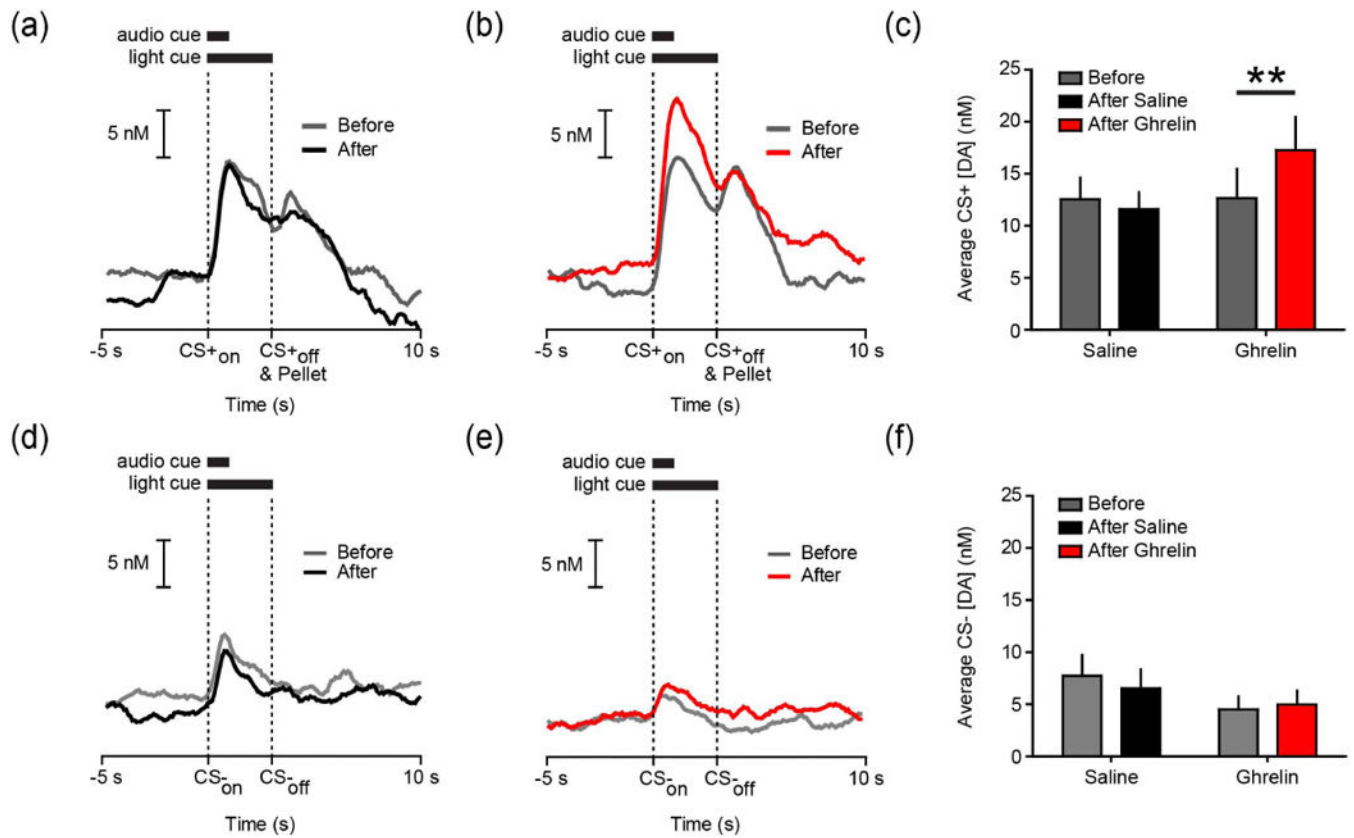 (a)
audio cue
light cue
5 nM
Before
After
-5 s
CS+on
CS+off
& Pellet
10 s
Time (s)
(b)
audio cue
light cue
5 nM
Before
After
-5 s
CS+on
CS+off
& Pellet
10 s
Time (s)
(c)
Average CS+ [DA] (nM)
25
20
15
10
5
0
Before
After Saline
After Ghrelin
**
Saline
Ghrelin
(d)
audio cue
light cue
5 nM
Before
After
-5 s
CS-on
CS-off
10 s
Time (s)
(e)
audio cue
light cue
5 nM
Before
After
-5 s
CS-on
CS-off
10 s
Time (s)
(f)
Average CS- [DA] (nM)
25
20
15
10
5
0
Before
After Saline
After Ghrelin
Saline
Ghrelin